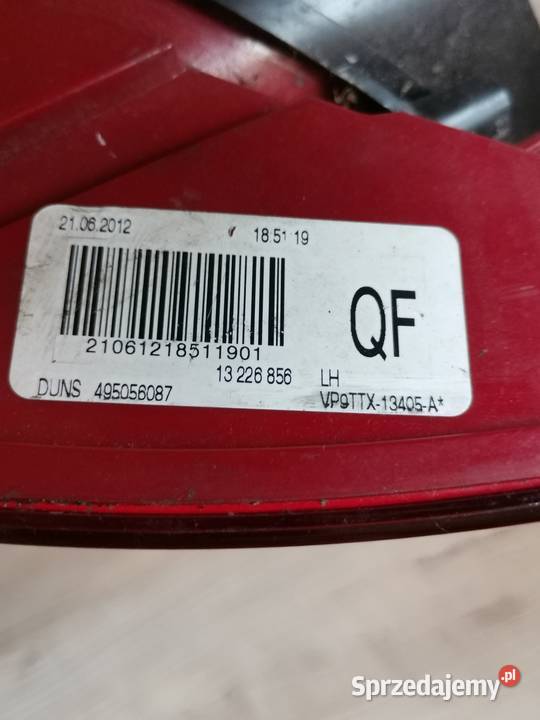 21.06.2012 18 51 19
QF
21061218511901
13 226 856 LH
DUNS 495056087 VP9TTX-13405-A*
Sprzedajemy.pl